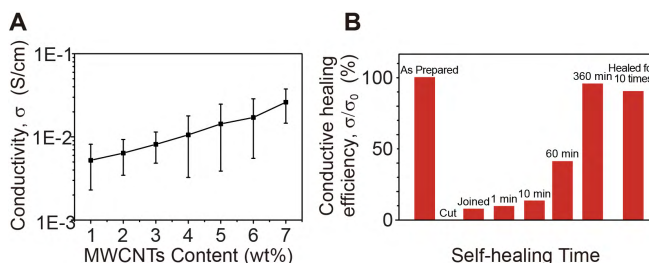 A
Conductivity, σ (S/cm)
1E-1
1E-2
1E-3
1 2 3 4 5 6 7
MWCNTs Content (wt%)
B
Conductive healing
efficiency, σ/σ0 (%)
100
50
0
As Prepared
Cut
Joined
1 min
10 min
60 min
360 min
Healed for
10 times
Self-healing Time